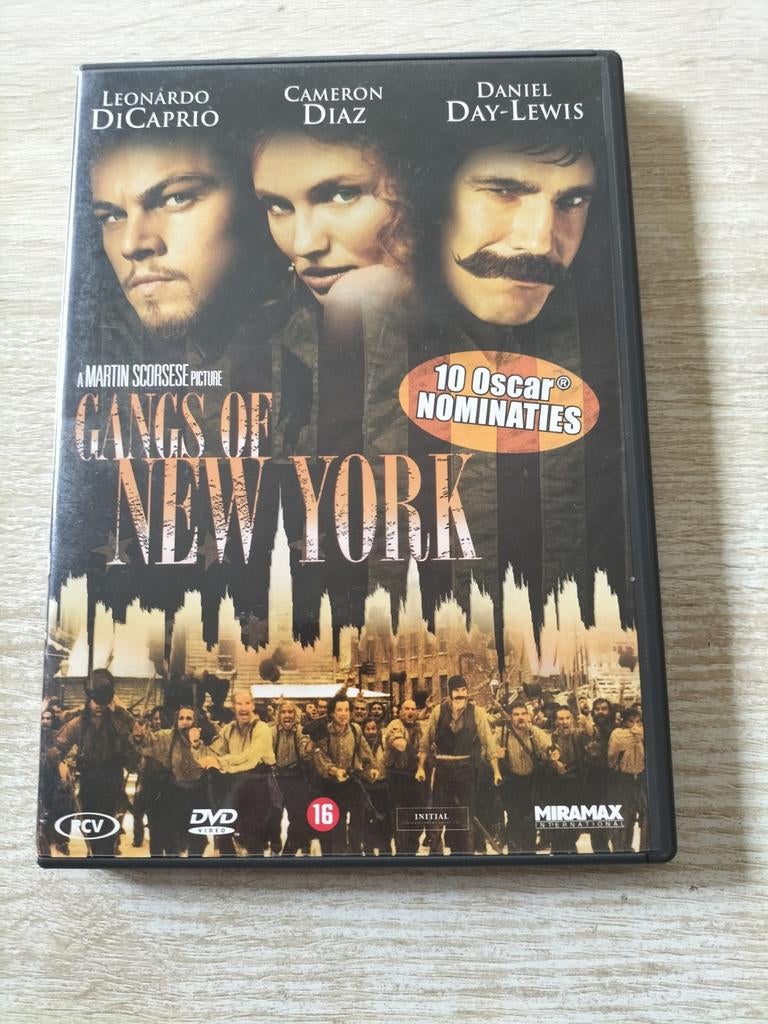 LEONARDO
DICAPRIO
CAMERON
DIAZ
DANIEL
DAY-LEWIS
A MARTIN SCORSESE PICTURE
GANGS OF
NEW YORK
10 Oscar®
NOMINATIES
RCV
DVD
VIDEO
16
INITIAL
MIRAMAX
INTERNATIONAL